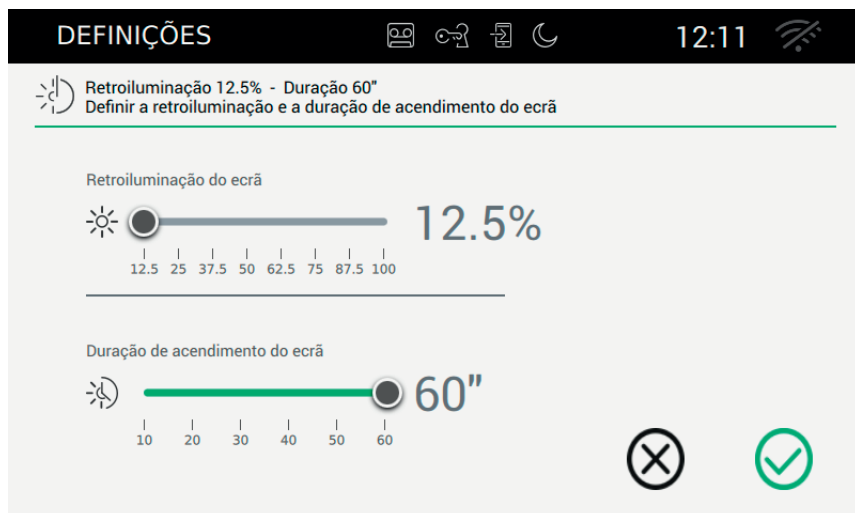 DEFINIÇÕES 12:11
Retroiluminação 12.5% - Duração 60"
Definir a retroiluminação e a duração de acendimento do ecrã
Retroiluminação do ecrã
12.5%
12.5 25 37.5 50 62.5 75 87.5 100
Duração de acendimento do ecrã
60"
10 20 30 40 50 60